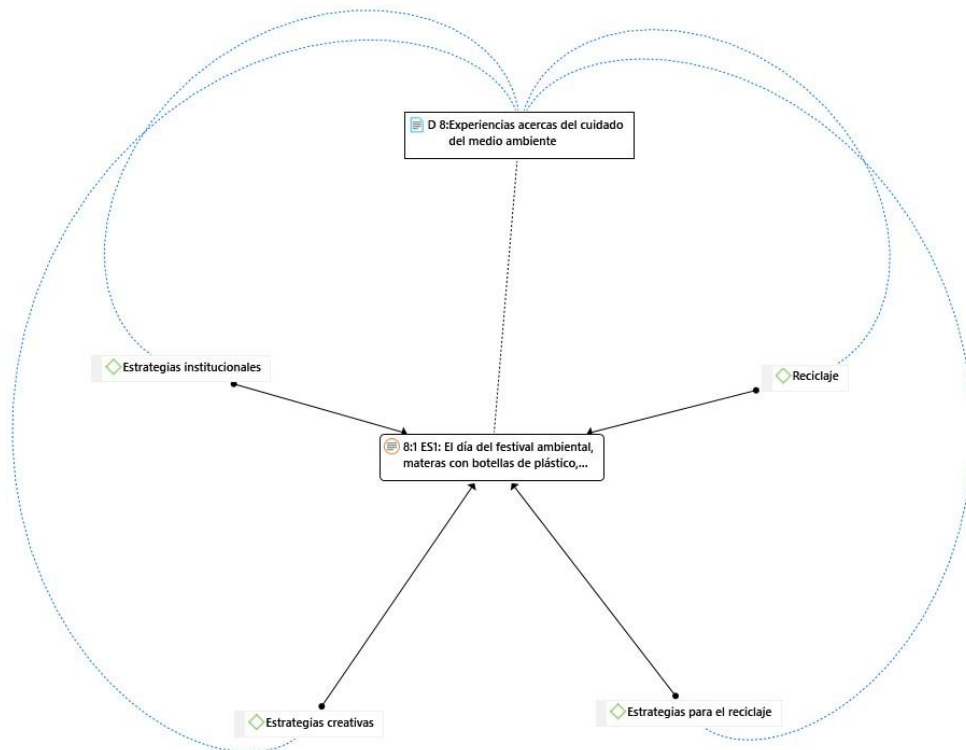 D 8:Experiencias acercas del cuidado
del medio ambiente
Estrategias institucionales
Reciclaje
8:1 ES1: El día del festival ambiental,
materas con botellas de plástico,...
Estrategias creativas
Estrategias para el reciclaje